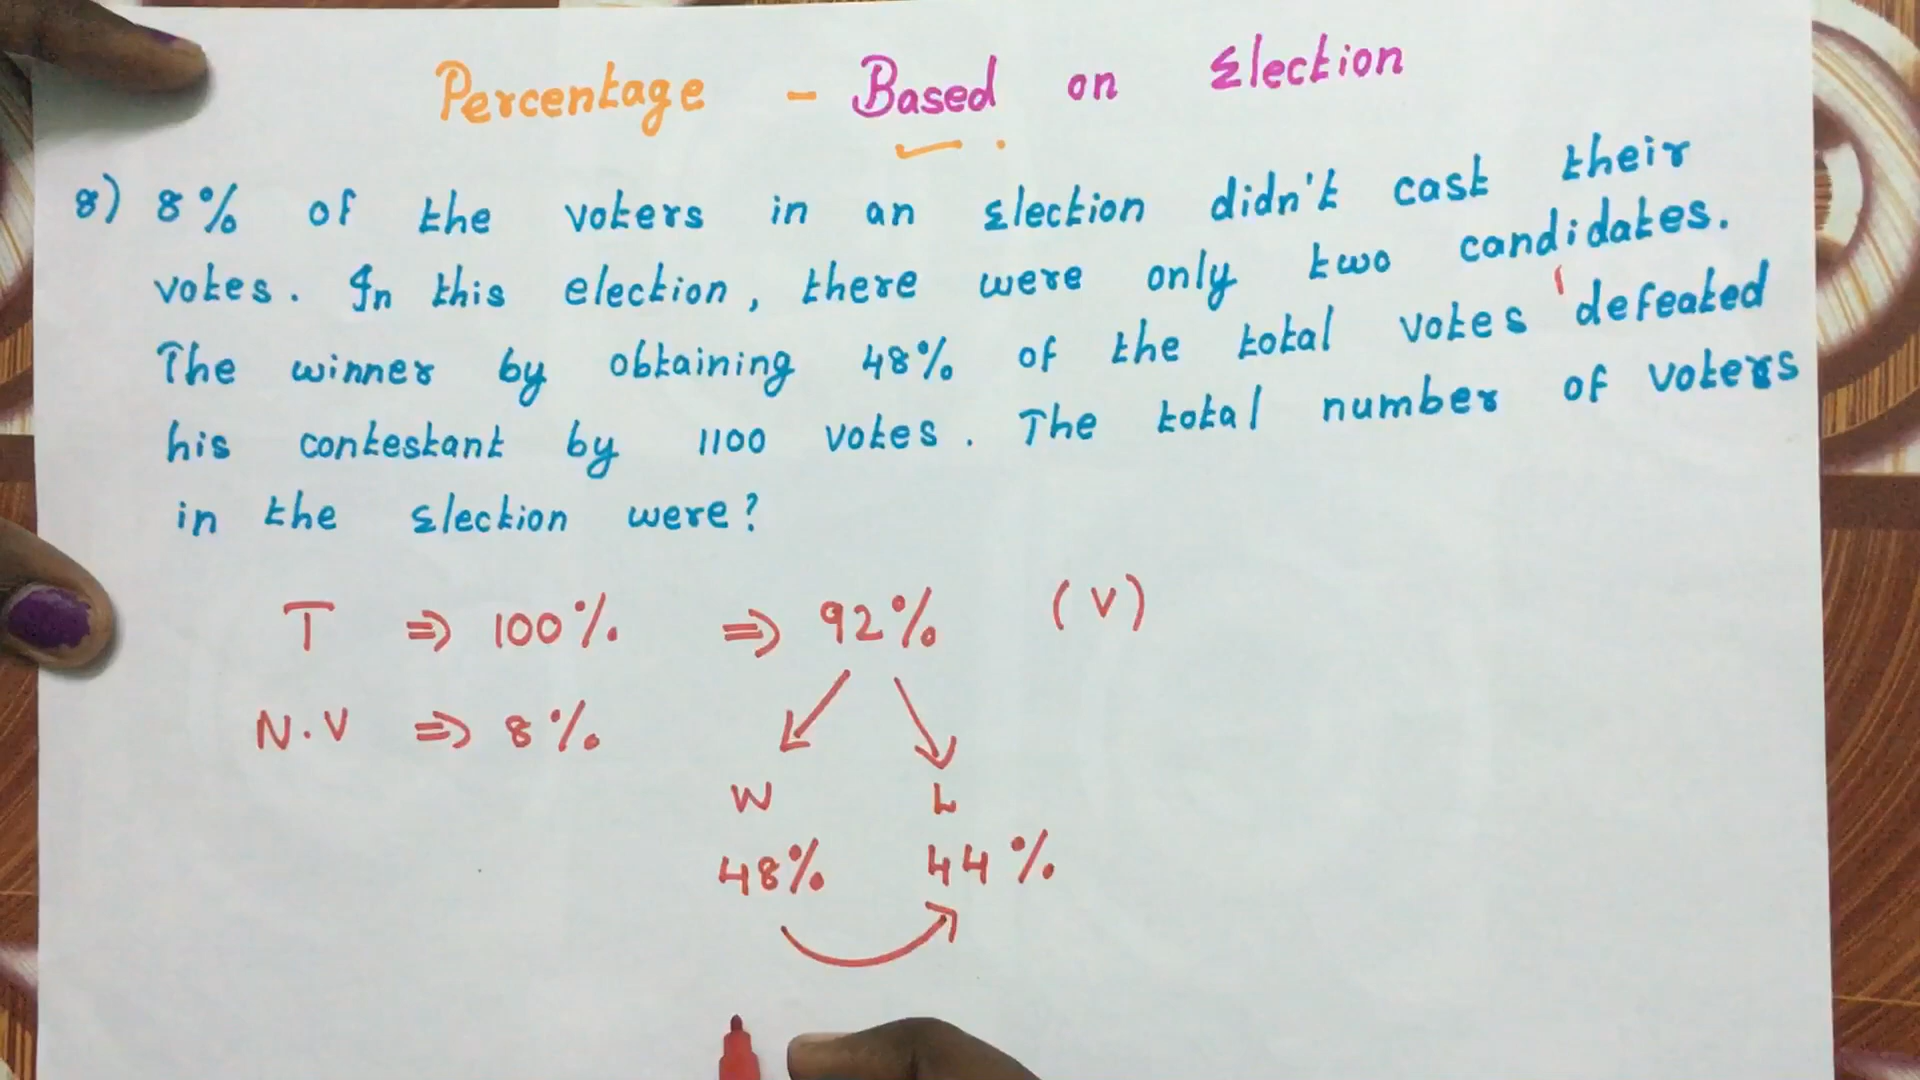 Percentage - Based on Election
8) 8% of the voters in an Election didn't cast their
votes. In this election, there were only two candidates.
The winner by obtaining 48% of the total votes defeated
his contestant by 1100 votes. The total number of voters
in the Election were?
T ⇒ 100% ⇒ 92% (V)
N.V ⇒ 8%
W L
48% 44%